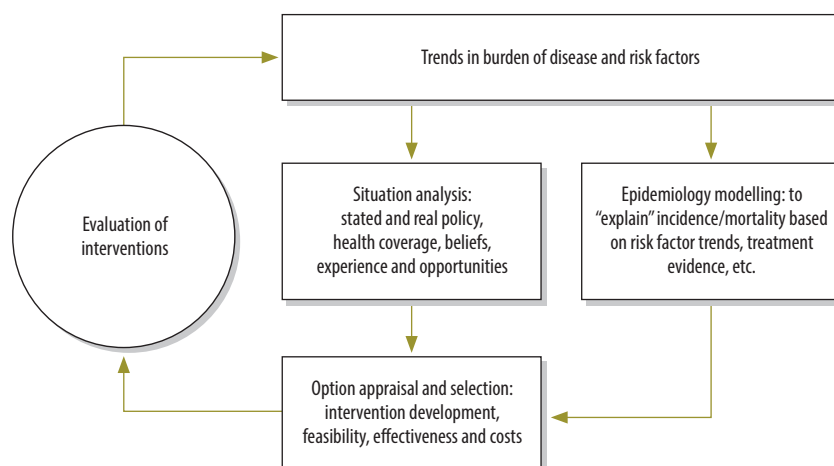 Trends in burden of disease and risk factors
Situation analysis:
stated and real policy,
health coverage, beliefs,
experience and opportunities
Epidemiology modelling: to
“explain” incidence/mortality based
on risk factor trends, treatment
evidence, etc.
Evaluation of
interventions
Option appraisal and selection:
intervention development,
feasibility, effectiveness and costs